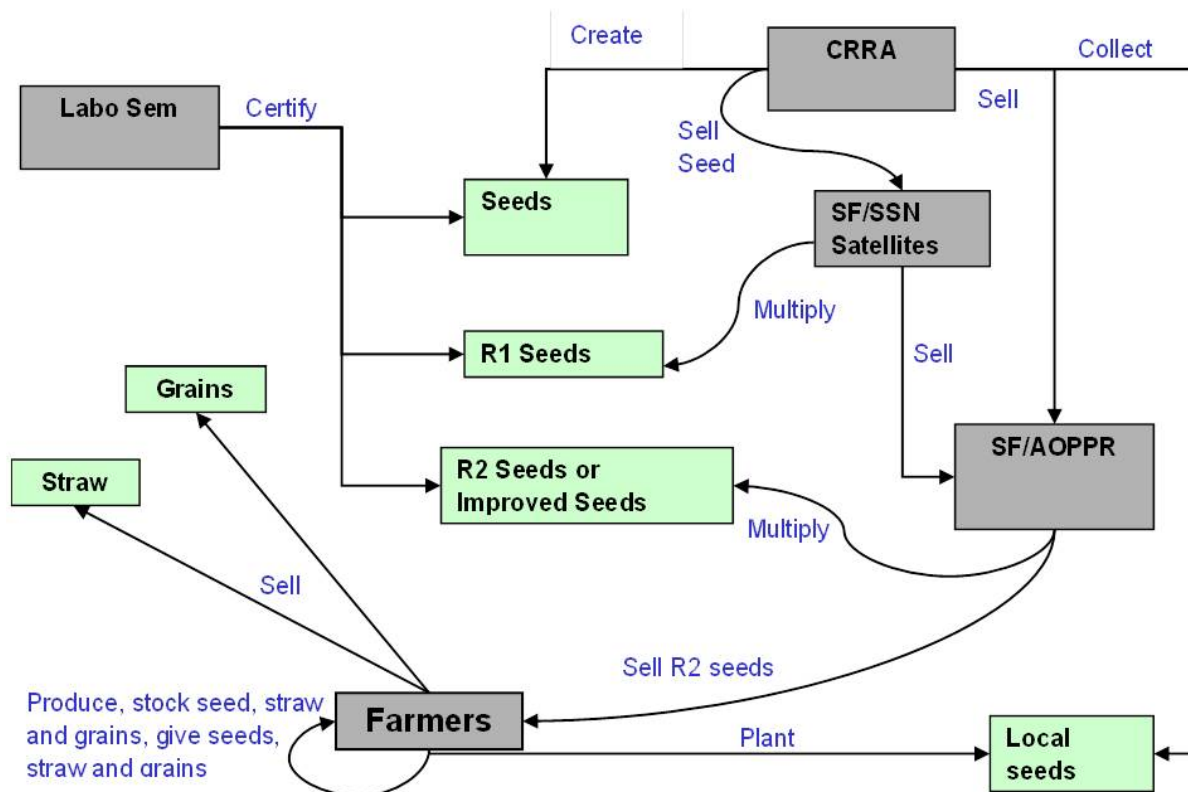 Create
CRRA
Collect
Labo Sem
Certify
Sell
Sell
Seed
Seeds
SF/SSN
Satellites
Multiply
R1 Seeds
Sell
Grains
SF/AOPPR
Straw
R2 Seeds or
Improved Seeds
Multiply
Sell
Sell R2 seeds
Produce, stock seed, straw
and grains, give seeds,
straw and grains
Farmers
Plant
Local
seeds